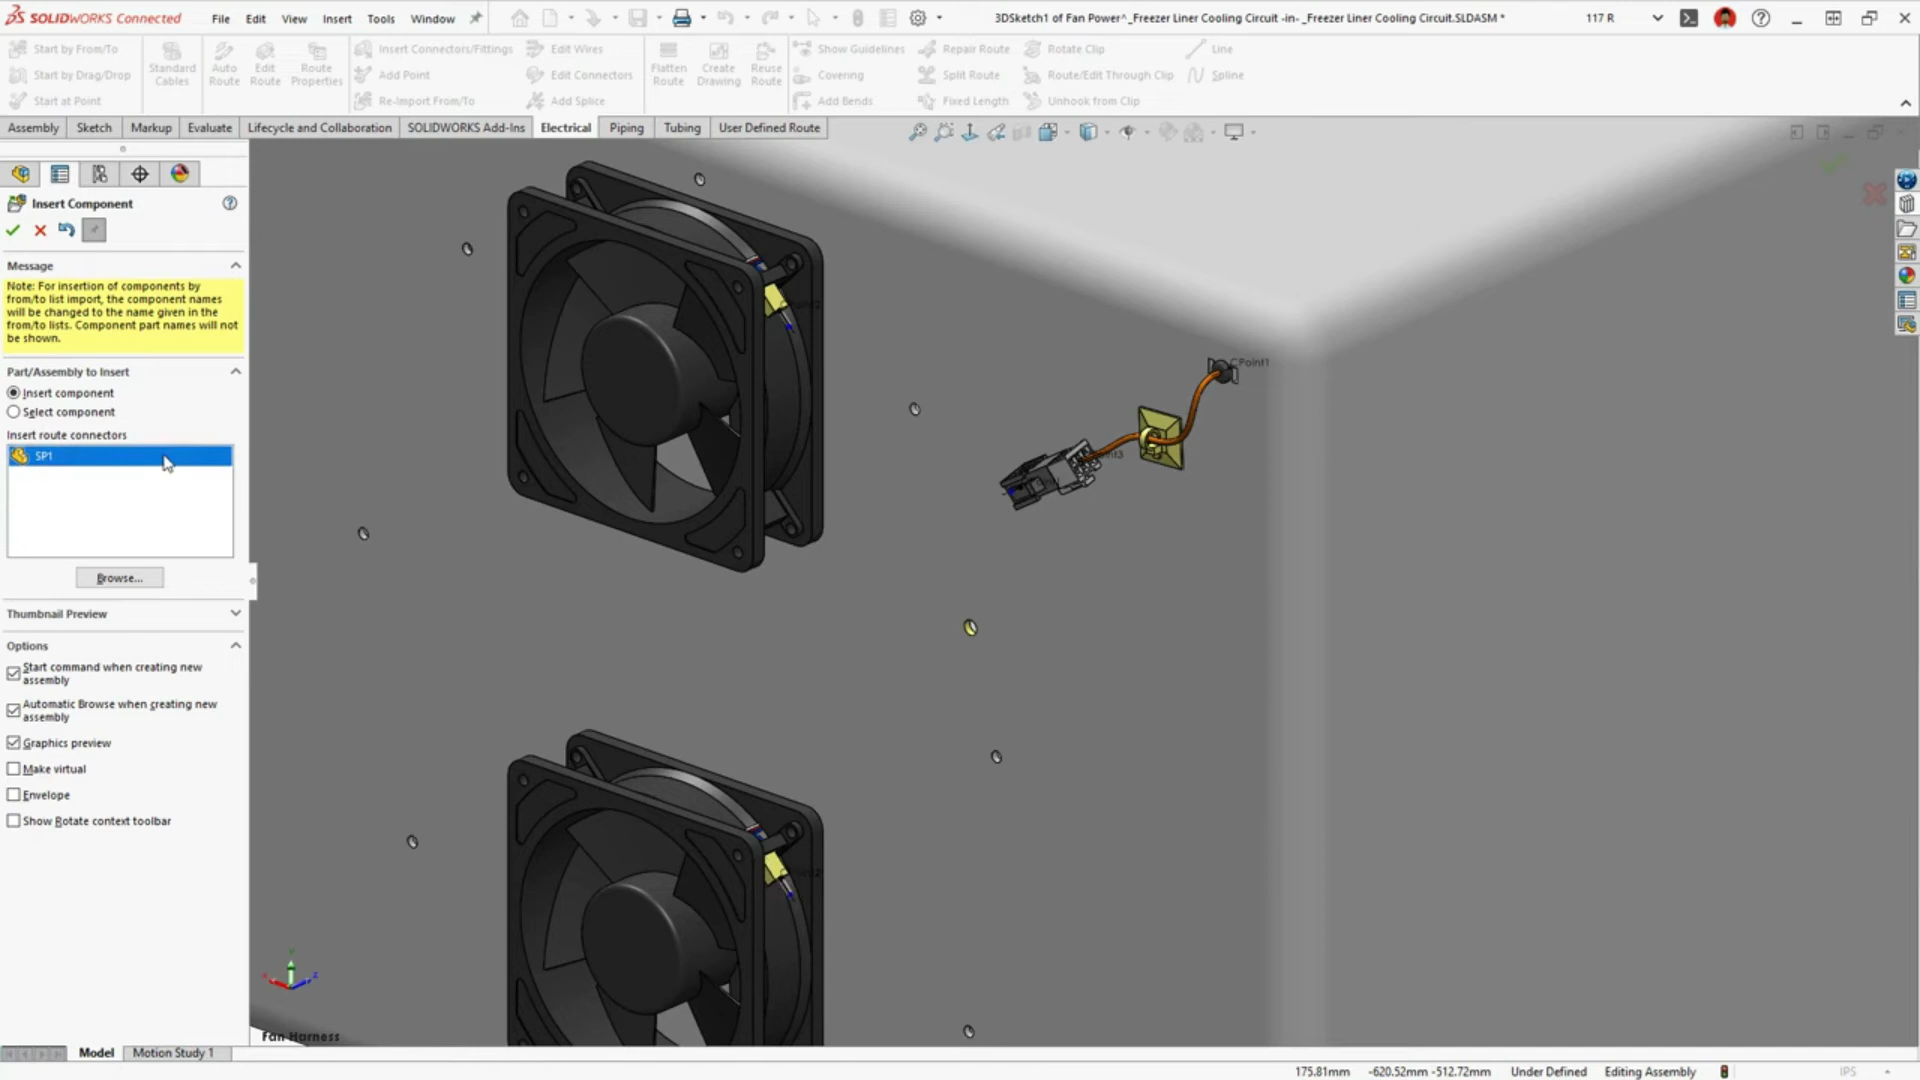 SOLIDWORKS Connected
File Edit View Insert Tools Window
3DSketch1 of Fan Power^_Freezer Liner Cooling Circuit -in- _Freezer Liner Cooling Circuit.SLDASM *
117 R
Start by From/To
Start by Drag/Drop
Start at Point
Standard Cables
Auto Route
Edit Route
Route Properties
Insert Connectors/Fittings
Add Point
Re-Import From/To
Edit Wires
Edit Connectors
Add Splice
Flatten Route
Create Drawing
Reuse Route
Show Guidelines
Covering
Add Bends
Repair Route
Split Route
Fixed Length
Rotate Clip
Route/Edit Through Clip
Unhook from Clip
Line
Spline
Assembly Sketch Markup Evaluate Lifecycle and Collaboration SOLIDWORKS Add-Ins Electrical Piping Tubing User Defined Route
Insert Component
Message
Note: For insertion of components by
from/to list import, the component names
will be changed to the name given in the
from/to lists. Component part names will not
be shown.
Part/Assembly to Insert
Insert component
Select component
Insert route connectors
SP1
Browse...
Thumbnail Preview
Options
Start command when creating new
assembly
Automatic Browse when creating new
assembly
Graphics preview
Make virtual
Envelope
Show Rotate context toolbar
CPoint1
Fan Harness
Model Motion Study 1
175.81mm -620.52mm -512.72mm Under Defined Editing Assembly IPS